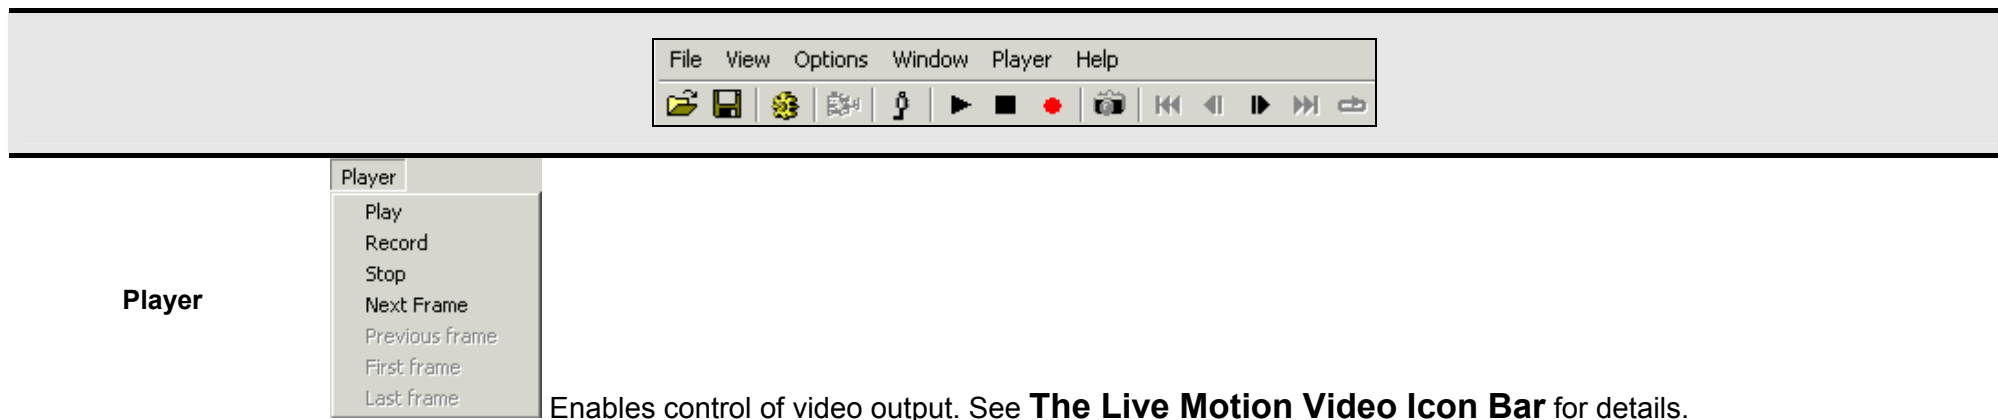 File View Options Window Player Help
Player
Play
Record
Stop
Next Frame
Previous frame
First frame
Last frame
Player
Enables control of video output. See The Live Motion Video Icon Bar for details.